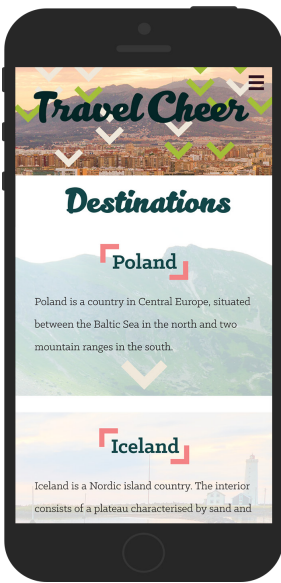 Travel Cheer
Destinations
Poland
Poland is a country in Central Europe, situated
between the Baltic Sea in the north and two
mountain ranges in the south.
Iceland
Iceland is a Nordic island country. The interior
consists of a plateau characterised by sand and